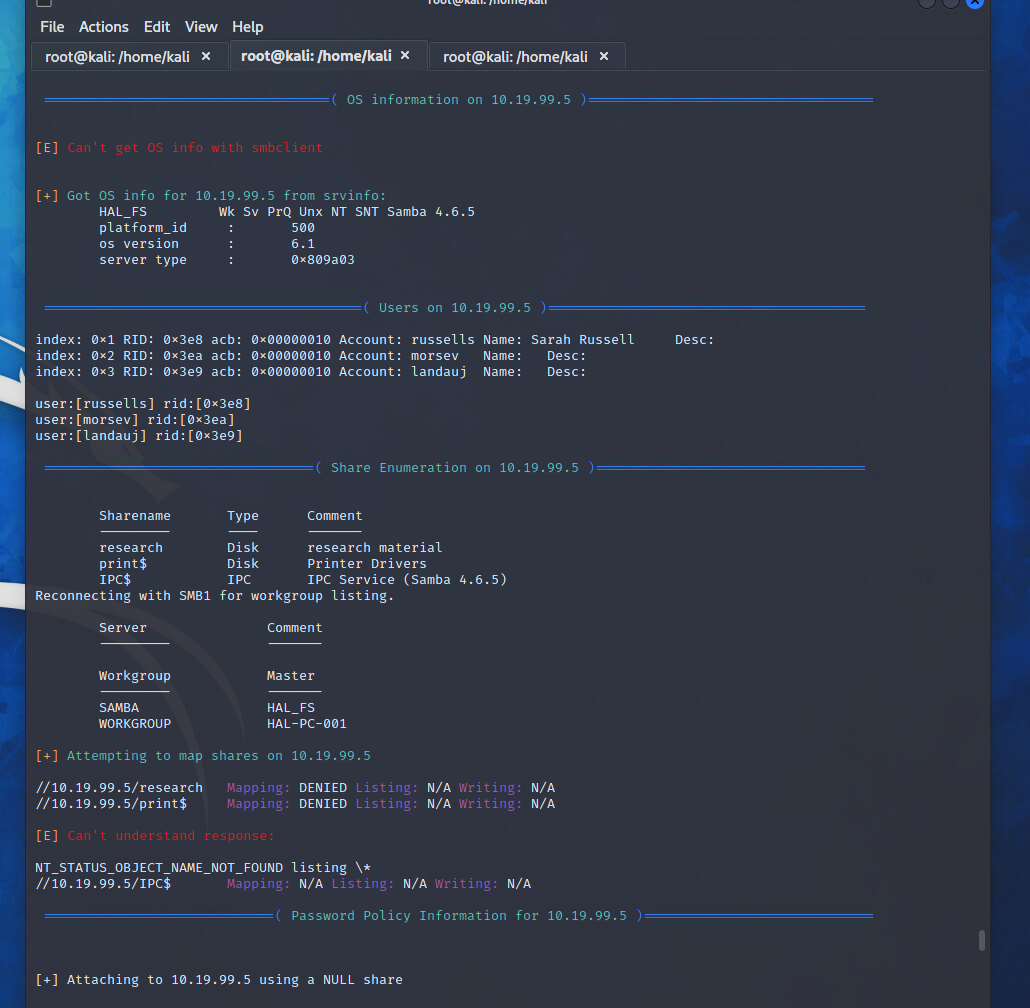 root@kali: /home/kali
File Actions Edit View Help
root@kali: /home/kali × root@kali: /home/kali × root@kali: /home/kali ×
( OS information on 10.19.99.5 )
[E] Can't get OS info with smbclient
[+] Got OS info for 10.19.99.5 from srvinfo:
HAL_FS Wk Sv PrQ Unx NT SNT Samba 4.6.5
platform_id : 500
os version : 6.1
server type : 0×809a03
( Users on 10.19.99.5 )
index: 0×1 RID: 0×3e8 acb: 0×00000010 Account: russells Name: Sarah Russell Desc:
index: 0×2 RID: 0×3ea acb: 0×00000010 Account: morsev Name: Desc:
index: 0×3 RID: 0×3e9 acb: 0×00000010 Account: landauj Name: Desc:
user:[russells] rid:[0×3e8]
user:[morsev] rid:[0×3ea]
user:[landauj] rid:[0×3e9]
( Share Enumeration on 10.19.99.5 )
Sharename Type Comment
research Disk research material
print$ Disk Printer Drivers
IPC$ IPC IPC Service (Samba 4.6.5)
Reconnecting with SMB1 for workgroup listing.
Server Comment
Workgroup Master
SAMBA HAL_FS
WORKGROUP HAL-PC-001
[+] Attempting to map shares on 10.19.99.5
//10.19.99.5/research Mapping: DENIED Listing: N/A Writing: N/A
//10.19.99.5/print$ Mapping: DENIED Listing: N/A Writing: N/A
[E] Can't understand response:
NT_STATUS_OBJECT_NAME_NOT_FOUND listing \*
//10.19.99.5/IPC$ Mapping: N/A Listing: N/A Writing: N/A
( Password Policy Information for 10.19.99.5 )
[+] Attaching to 10.19.99.5 using a NULL share